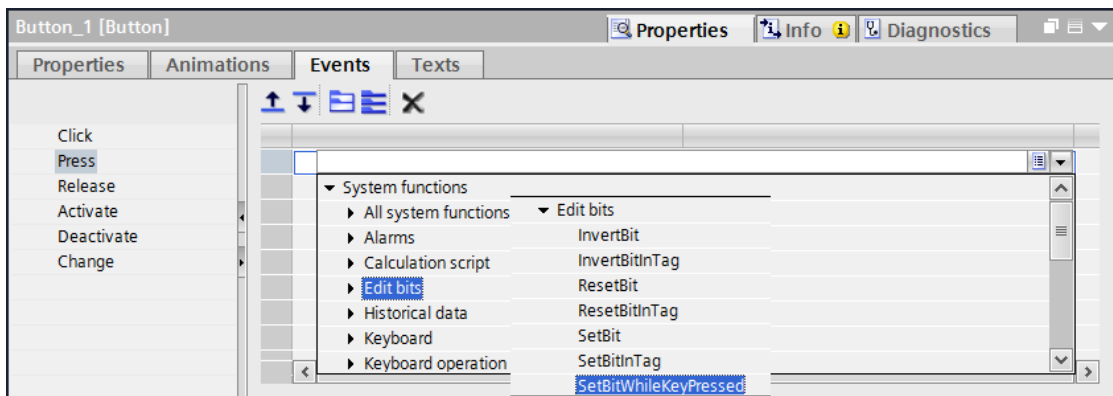 Button_1 [Button]
Properties
Info
Diagnostics
Properties
Animations
Events
Texts
Click
Press
Release
Activate
Deactivate
Change
System functions
All system functions
Alarms
Calculation script
Edit bits
Historical data
Keyboard
Keyboard operation
Edit bits
InvertBit
InvertBitInTag
ResetBit
ResetBitInTag
SetBit
SetBitInTag
SetBitWhileKeyPressed